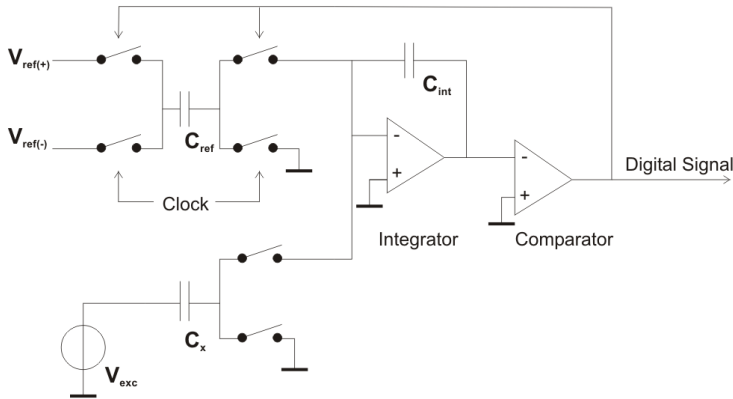 Vref(+)
Cint
Vref(-)
Cref
-
+
-
+
Digital Signal
Clock
Integrator
Comparator
Cx
Vexc